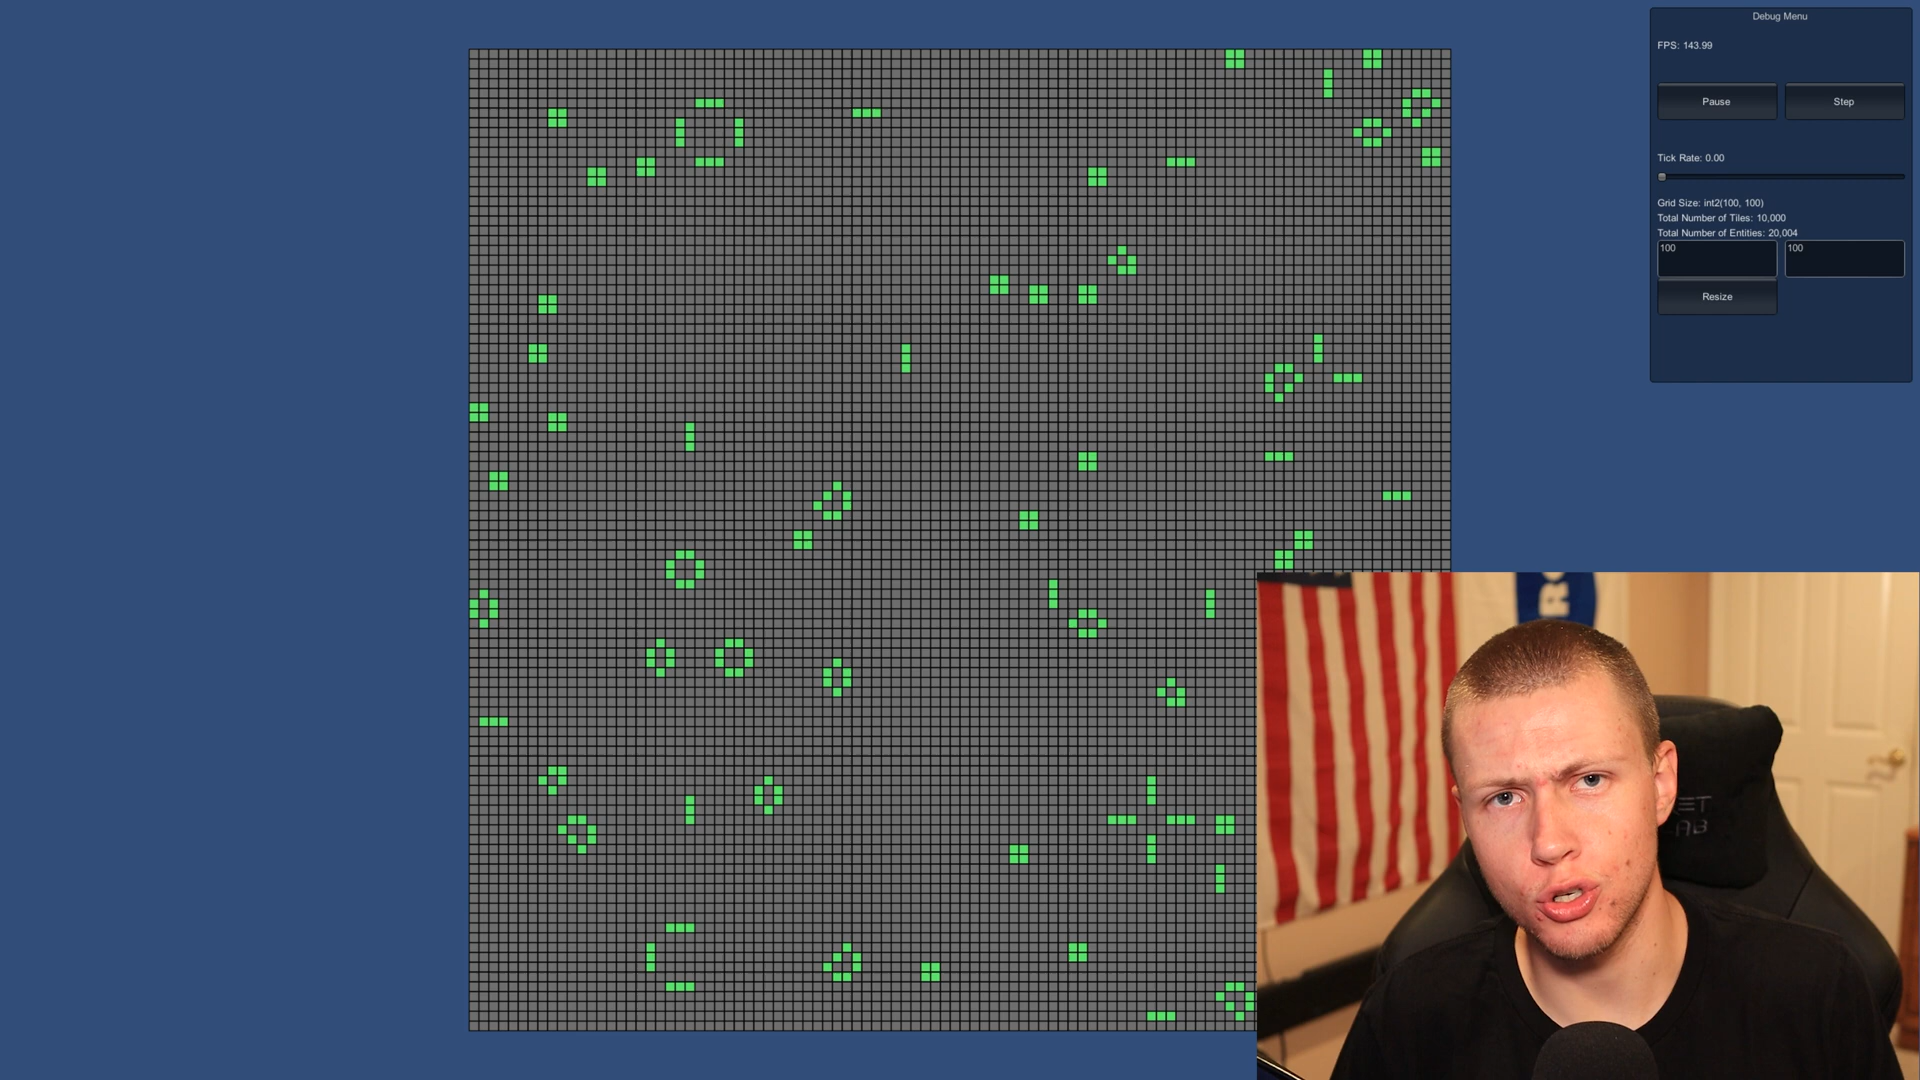 Debug Menu
FPS: 143.99
Pause
Step
Tick Rate: 0.00
Grid Size: int2(100, 100)
Total Number of Tiles: 10,000
Total Number of Entities: 20,004
100
100
Resize
R